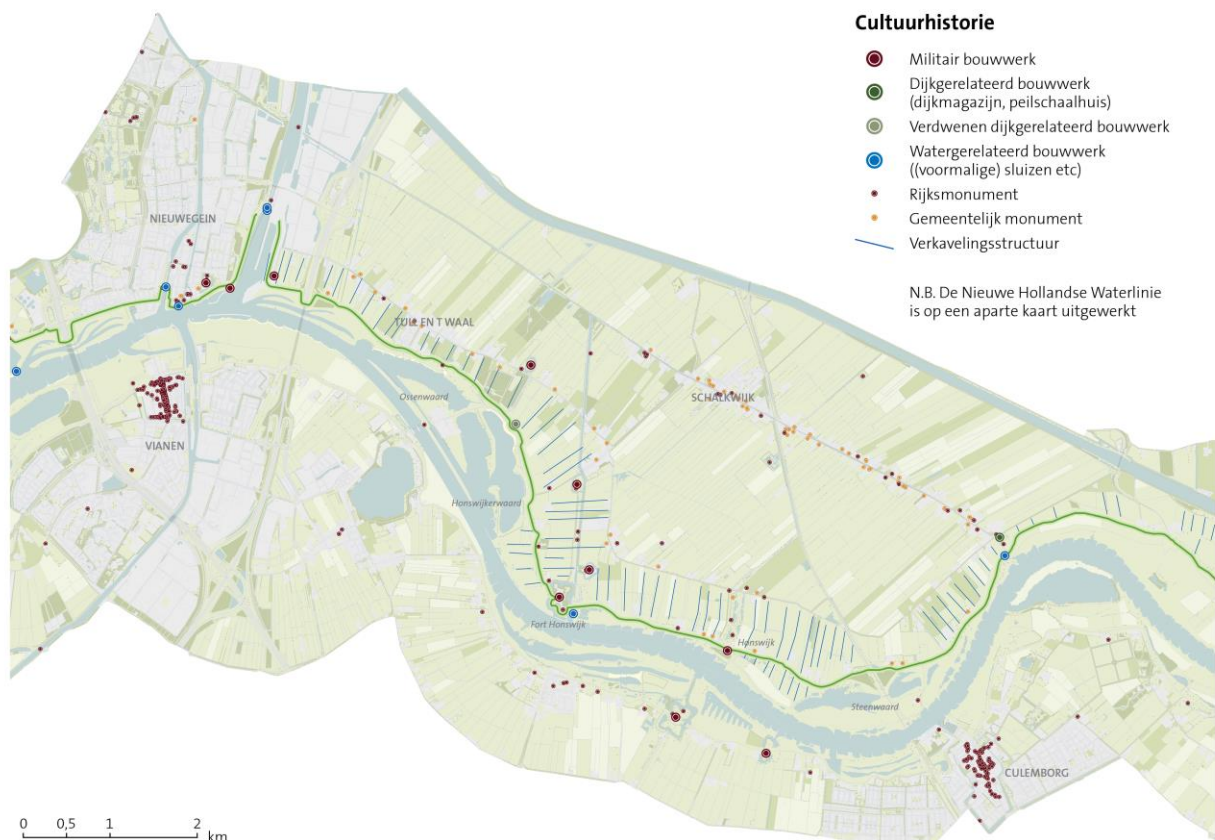 Cultuurhistorie
Militair bouwwerk
Dijkgerelateerd bouwwerk
(dijkmagazijn, peilschaalhuis)
Verdwenen dijkgerelateerd bouwwerk
Watergerelateerd bouwwerk
((voormalige) sluizen etc)
Rijksmonument
Gemeentelijk monument
Verkavelingsstructuur
N.B. De Nieuwe Hollandse Waterlinie
is op een aparte kaart uitgewerkt
NIEUWEGEIN
TULL EN T WAAL
Ossenwaard
SCHALKWIJK
VIANEN
Honswijkerwaard
Fort Honswijk
Honswijk
Steenwaard
CULEMBORG
0 0,5 1 2
km